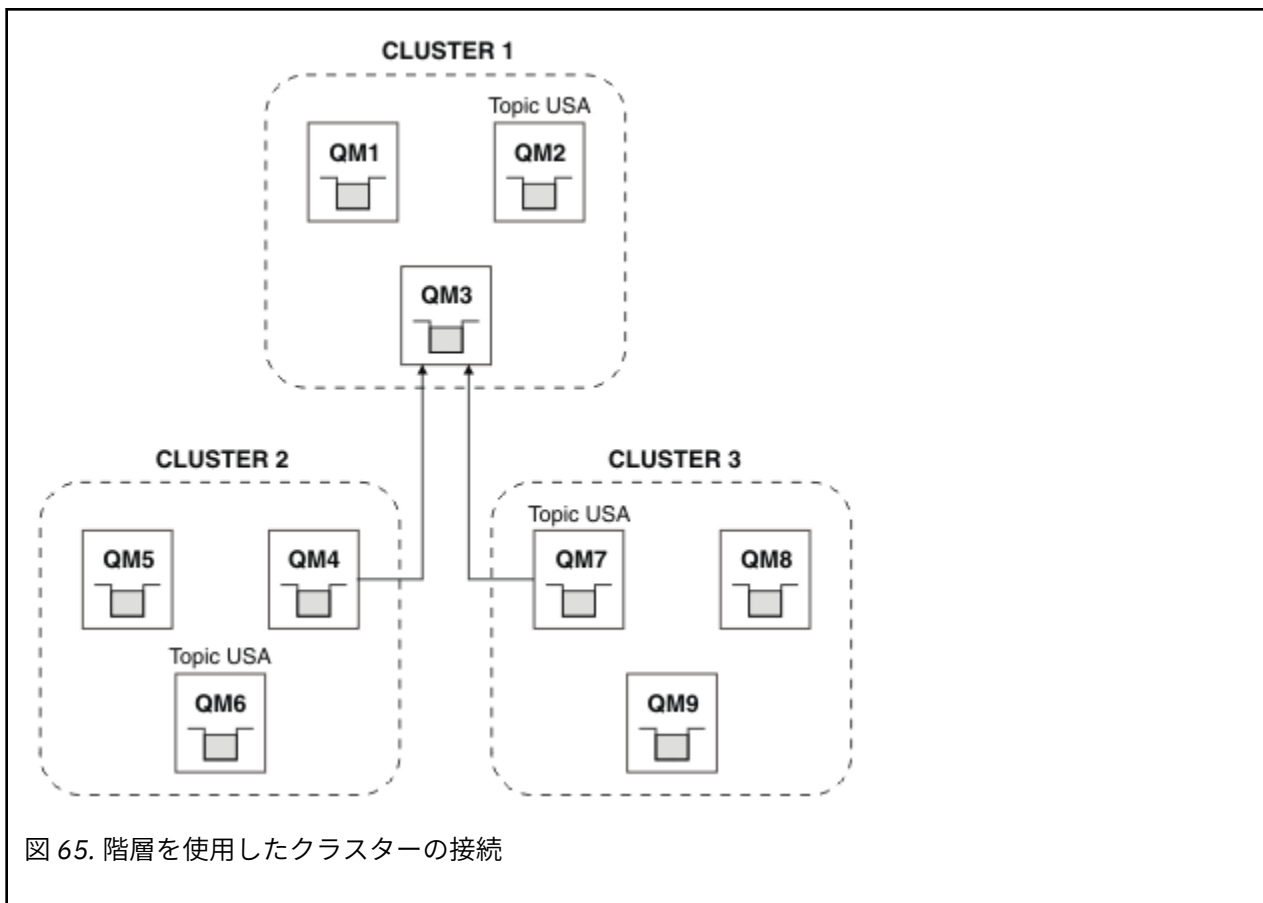 CLUSTER 1
Topic USA
QM1
QM2
QM3
CLUSTER 2
CLUSTER 3
Topic USA
QM5
QM4
QM7
QM8
Topic USA
QM6
QM9
図 65. 階層を使用したクラスターの接続